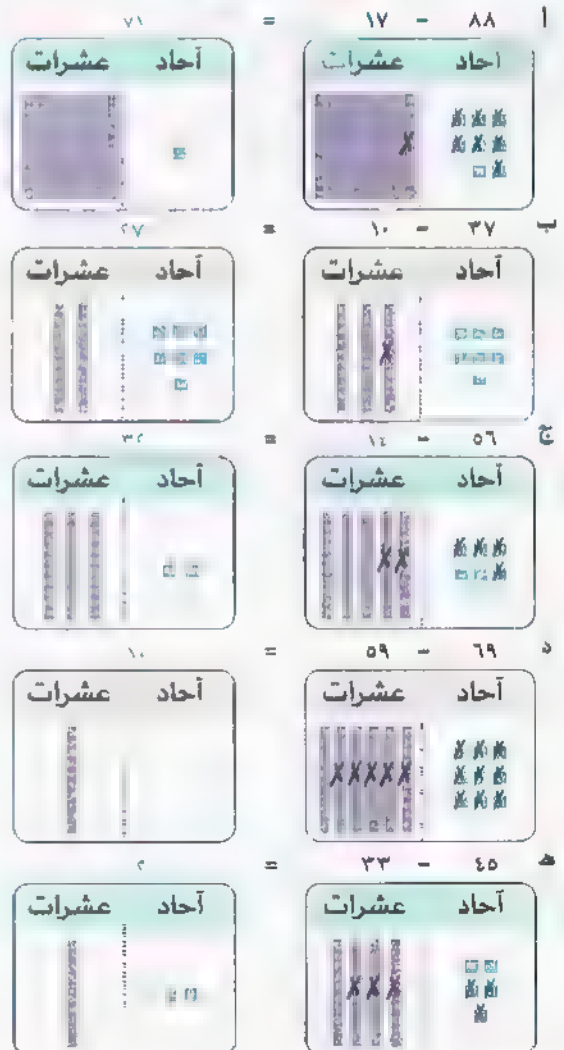 أ ٨٨ − ١٧ = ٧١
آحاد عشرات آحاد عشرات
ب ٣٧ − ١٠ = ٢٧
آحاد عشرات آحاد عشرات
ج ٥٦ − ١٤ = ٣٢
آحاد عشرات آحاد عشرات
د ٦٩ − ٥٩ = ١٠
آحاد عشرات آحاد عشرات
هـ ٤٥ − ٣٣ = ٢
آحاد عشرات آحاد عشرات